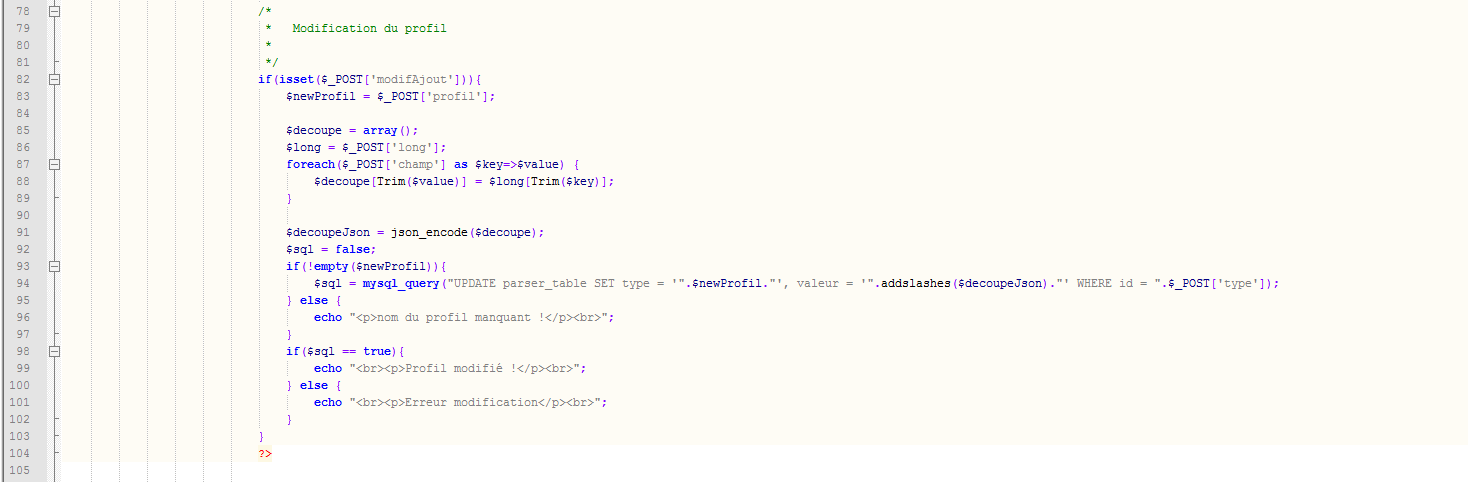 78 /*
79 * Modification du profil
80 *
81 */
82 if(isset($_POST['modifAjout'])){
83 $newProfil = $_POST['profil'];
84
85 $decoupe = array();
86 $long = $_POST['long'];
87 foreach($_POST['champ'] as $key=>$value) {
88 $decoupe[Trim($value)] = $long[Trim($key)];
89 }
90
91 $decoupeJson = json_encode($decoupe);
92 $sql = false;
93 if(!empty($newProfil)){
94 $sql = mysql_query("UPDATE parser_table SET type = '".$newProfil."', valeur = '".addslashes($decoupeJson)."' WHERE id = ".$_POST['type']);
95 } else {
96 echo "<p>nom du profil manquant !</p><br>";
97 }
98 if($sql == true){
99 echo "<br><p>Profil modifié !</p><br>";
100 } else {
101 echo "<br><p>Erreur modification</p><br>";
102 }
103 }
104 ?>
105